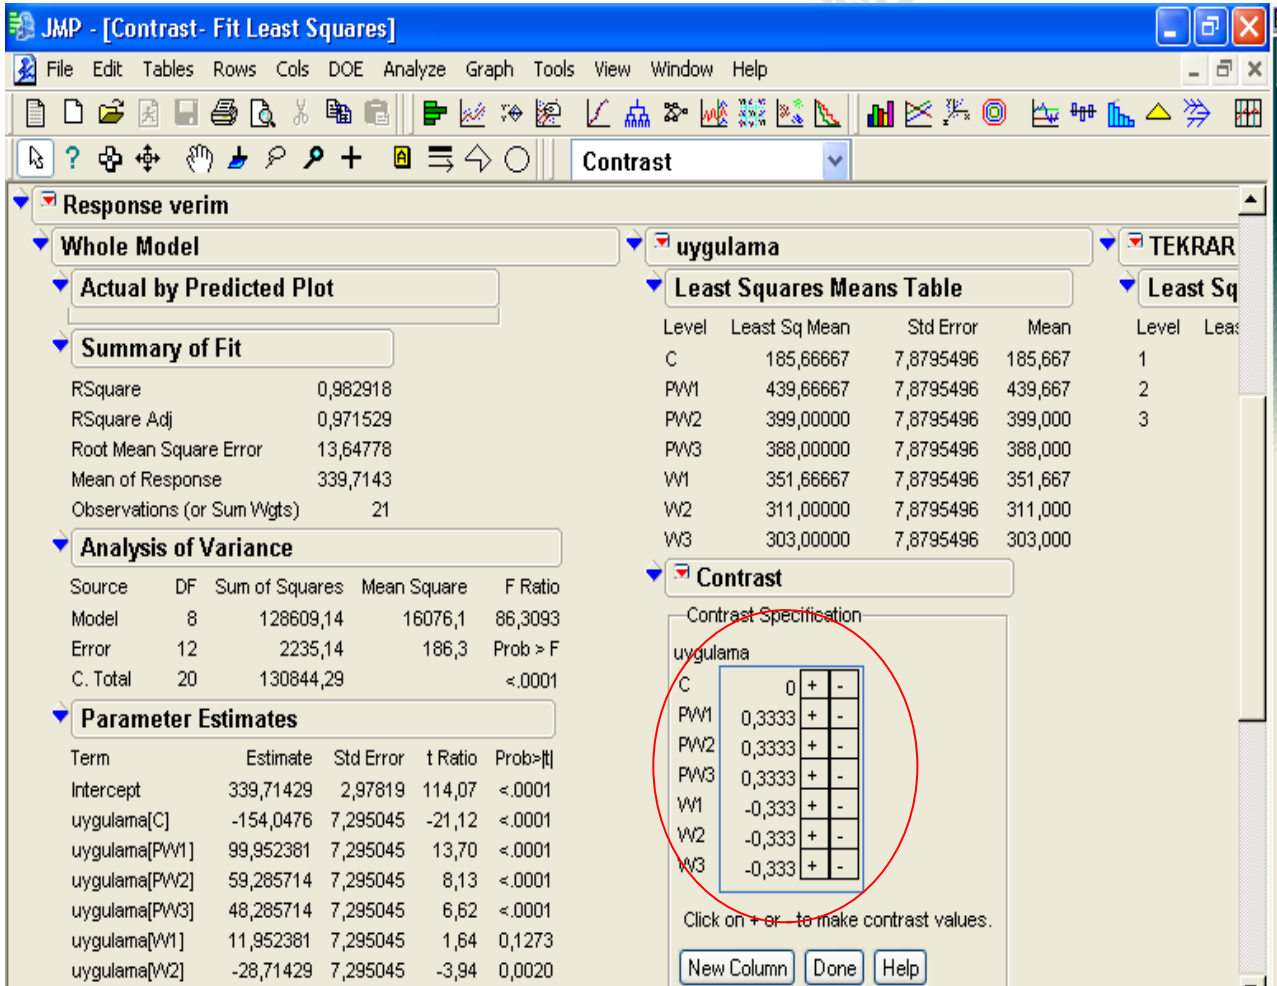 JMP - [Contrast- Fit Least Squares]
File Edit Tables Rows Cols DOE Analyze Graph Tools View Window Help
Contrast
Response verim
Whole Model
Actual by Predicted Plot
Summary of Fit
RSquare 0,982918
RSquare Adj 0,971529
Root Mean Square Error 13,64778
Mean of Response 339,7143
Observations (or Sum Wgts) 21
Analysis of Variance
Source DF Sum of Squares Mean Square F Ratio
Model 8 128609,14 16076,1 86,3093
Error 12 2235,14 186,3 Prob > F
C. Total 20 130844,29 <.0001
Parameter Estimates
Term Estimate Std Error t Ratio Prob>|t|
Intercept 339,71429 2,97819 114,07 <.0001
uygulama[C] -154,0476 7,295045 -21,12 <.0001
uygulama[PW1] 99,952381 7,295045 13,70 <.0001
uygulama[PW2] 59,285714 7,295045 8,13 <.0001
uygulama[PW3] 48,285714 7,295045 6,62 <.0001
uygulama[W1] 11,952381 7,295045 1,64 0,1273
uygulama[W2] -28,71429 7,295045 -3,94 0,0020
uygulama
Least Squares Means Table
Level Least Sq Mean Std Error Mean
C 185,66667 7,8795496 185,667
PW1 439,66667 7,8795496 439,667
PW2 399,00000 7,8795496 399,000
PW3 388,00000 7,8795496 388,000
W1 351,66667 7,8795496 351,667
W2 311,00000 7,8795496 311,000
W3 303,00000 7,8795496 303,000
Contrast
Contrast Specification
uygulama
C 0 + -
PW1 0,3333 + -
PW2 0,3333 + -
PW3 0,3333 + -
W1 -0,333 + -
W2 -0,333 + -
W3 -0,333 + -
Click on + or - to make contrast values.
New Column Done Help
TEKRAR
Least Sq
Level Leas
1
2
3